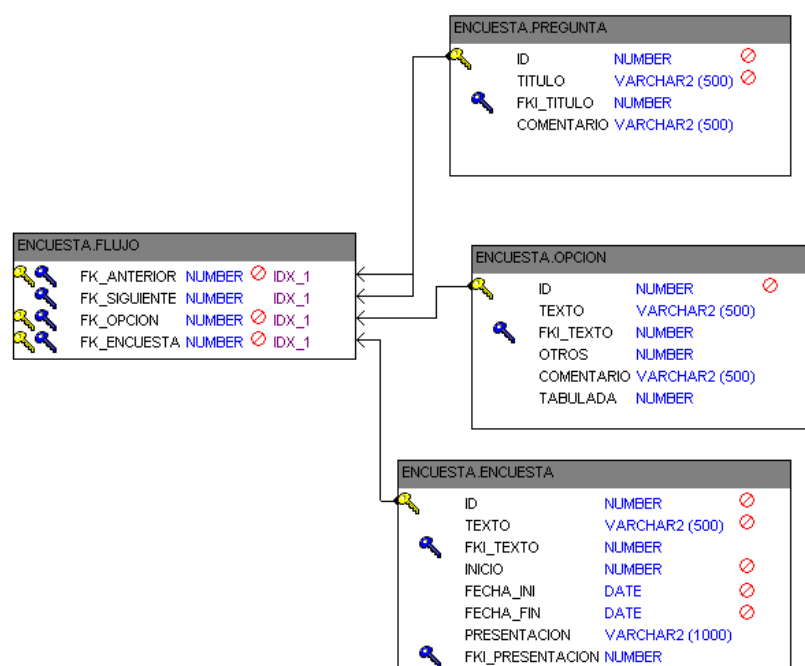 ENCUESTA.PREGUNTA
ID NUMBER
TITULO VARCHAR2 (500)
FKI_TITULO NUMBER
COMENTARIO VARCHAR2 (500)
ENCUESTA.FLUJO
FK_ANTERIOR NUMBER IDX_1
FK_SIGUIENTE NUMBER IDX_1
FK_OPCION NUMBER IDX_1
FK_ENCUESTA NUMBER IDX_1
ENCUESTA.OPCION
ID NUMBER
TEXTO VARCHAR2 (500)
FKI_TEXTO NUMBER
OTROS NUMBER
COMENTARIO VARCHAR2 (500)
TABULADA NUMBER
ENCUESTA.ENCUESTA
ID NUMBER
TEXTO VARCHAR2 (500)
FKI_TEXTO NUMBER
INICIO NUMBER
FECHA_INI DATE
FECHA_FIN DATE
PRESENTACION VARCHAR2 (1000)
FKI_PRESENTACION NUMBER